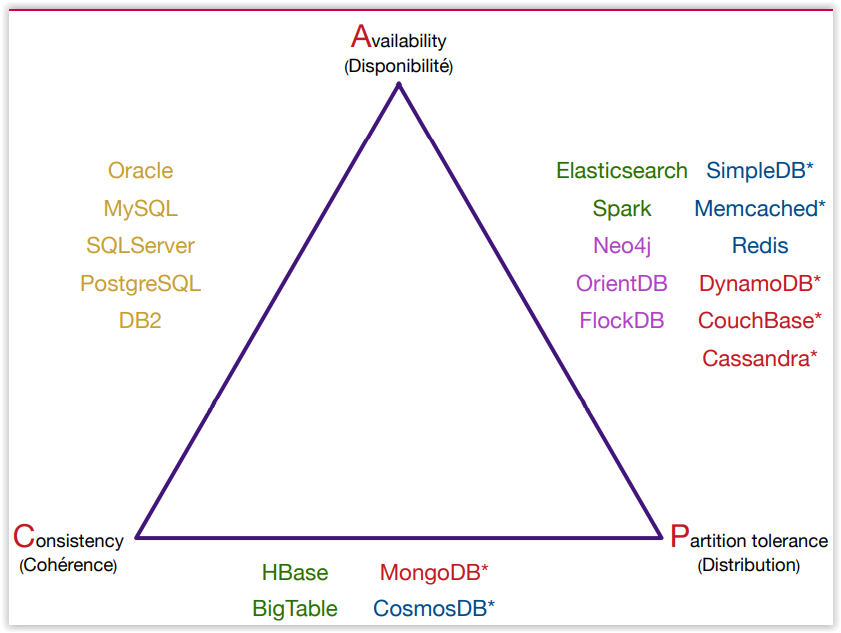 Availability
(Disponibilité)
Oracle
MySQL
SQLServer
PostgreSQL
DB2
Elasticsearch SimpleDB*
Spark Memcached*
Neo4j Redis
OrientDB DynamoDB*
FlockDB CouchBase*
Cassandra*
Consistency
(Cohérence)
Partition tolerance
(Distribution)
HBase MongoDB*
BigTable CosmosDB*